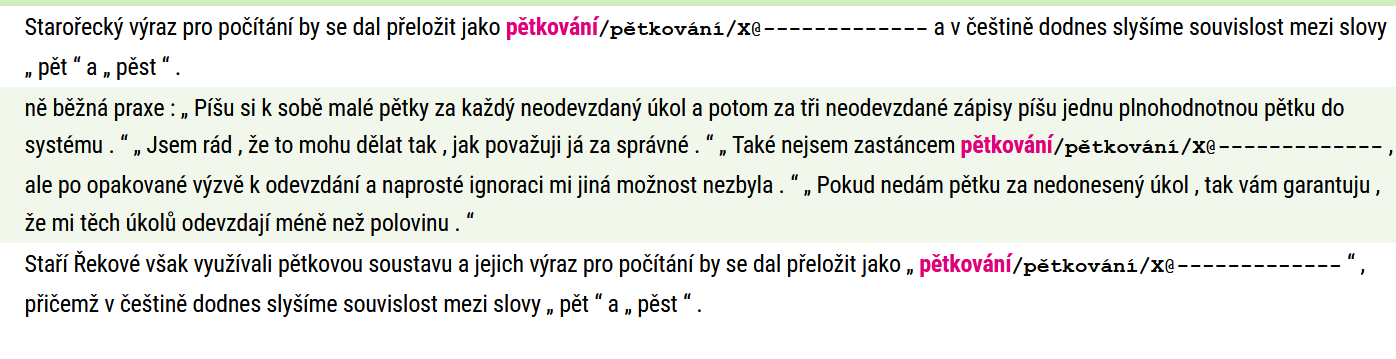 Starořecký výraz pro počítání by se dal přeložit jako pětkování/pětkování/X@------------- a v češtině dodnes slyšíme souvislost mezi slovy
„ pět “ a „ pěst “ .
ně běžná praxe : „ Píšu si k sobě malé pětky za každý neodevzdaný úkol a potom za tři neodevzdané zápisy píšu jednu plnohodnotnou pětku do
systému . “ „ Jsem rád , že to mohu dělat tak , jak považuji já za správné . “ „ Také nejsem zastáncem pětkování/pětkování/X@------------- ,
ale po opakované výzvě k odevzdání a naprosté ignoraci mi jiná možnost nezbyla . “ „ Pokud nedám pětku za nedonesený úkol , tak vám garantuju ,
že mi těch úkolů odevzdají méně než polovinu . “
Staří Řekové však využívali pětkovou soustavu a jejich výraz pro počítání by se dal přeložit jako „ pětkování/pětkování/X@------------- “ ,
přičemž v češtině dodnes slyšíme souvislost mezi slovy „ pět “ a „ pěst “ .